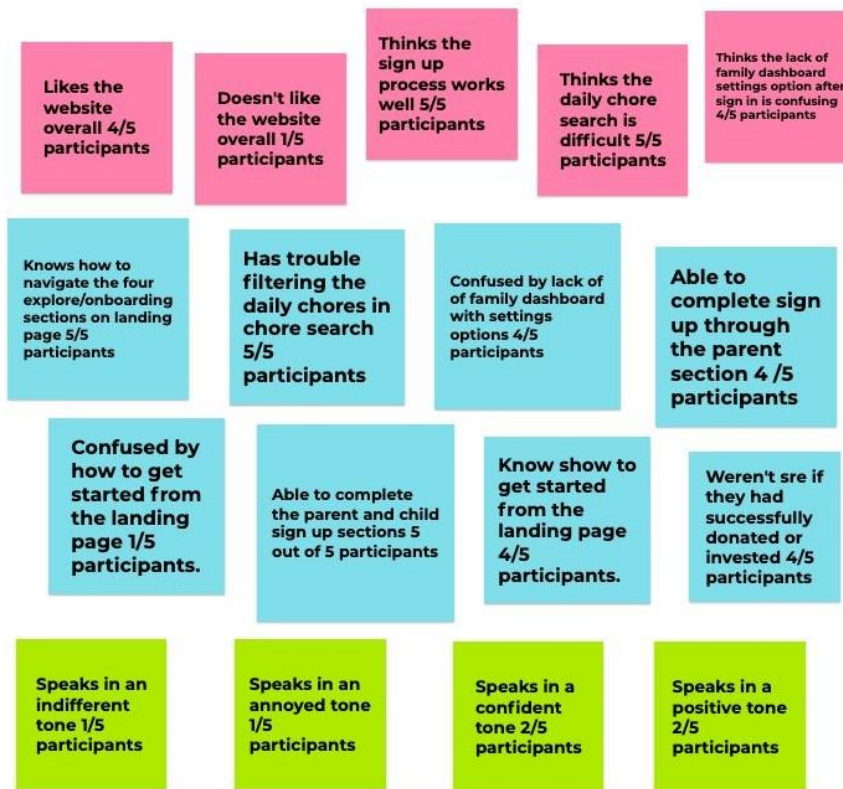 Likes the
website
overall 4/5
participants
Doesn't like
the website
overall 1/5
participants
Thinks the
sign up
process works
well 5/5
participants
Thinks the
daily chore
search is
difficult 5/5
participants
Thinks the lack of
family dashboard
settings option after
sign in is confusing
4/5 participants
Knows how to
navigate the four
explore/onboarding
sections on landing
page 5/5
participants
Has trouble
filtering the
daily chores in
chore search
5/5
participants
Confused by lack of
of family dashboard
with settings
options 4/5
participants
Able to
complete sign
up through
the parent
section 4 /5
participants
Confused by
how to get
started from
the landing
page 1/5
participants.
Able to complete
the parent and child
sign up sections 5
out of 5 participants
Know show to
get started
from the
landing page
4/5
participants.
Weren't sre if
they had
successfully
donated or
invested 4/5
participants
Speaks in an
indifferent
tone 1/5
participants
Speaks in an
annoyed tone
1/5
participants
Speaks in a
confident
tone 2/5
participants
Speaks in a
positive tone
2/5
participants